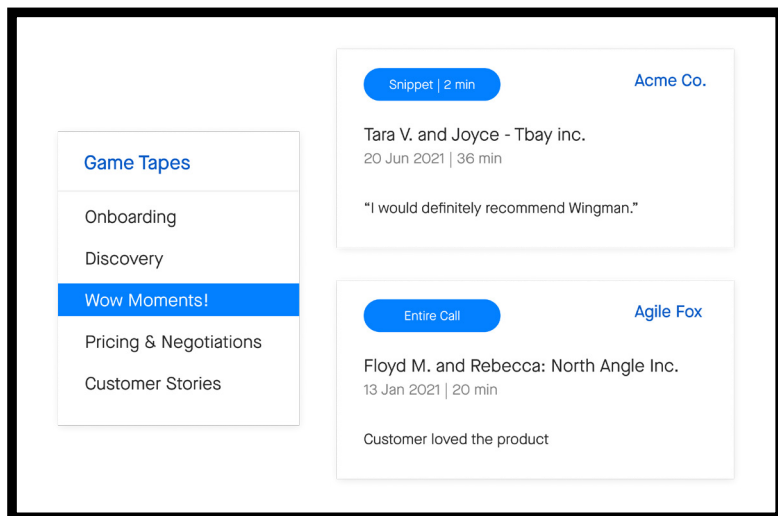 Game Tapes
Onboarding
Discovery
Wow Moments!
Pricing & Negotiations
Customer Stories
Snippet | 2 min
Acme Co.
Tara V. and Joyce - Tbay inc.
20 Jun 2021 | 36 min
“I would definitely recommend Wingman.”
Entire Call
Agile Fox
Floyd M. and Rebecca: North Angle Inc.
13 Jan 2021 | 20 min
Customer loved the product